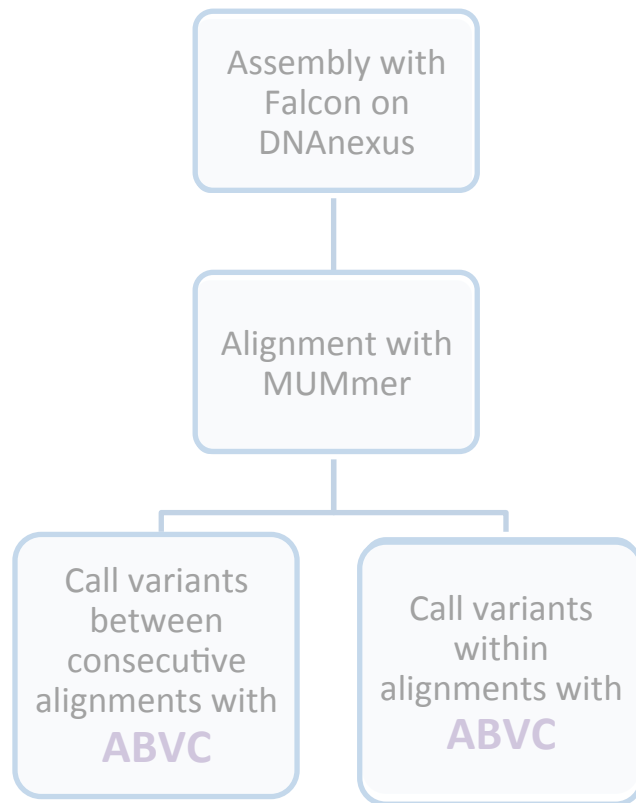 Assembly with
Falcon on
DNAnexus
Alignment with
MUMmer
Call variants
between
consecutive
alignments with
ABVC
Call variants
within
alignments with
ABVC